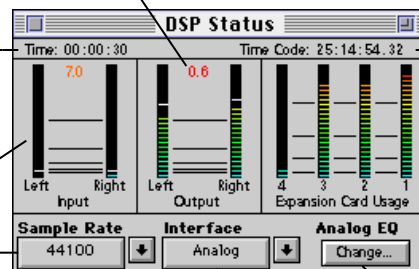 DSP Status
Time: 00:00:30 Time Code: 25:14:54.32
7.0 0.6
Left Right Left Right 4 3 2 1
Input Output Expansion Card Usage
Sample Rate Interface Analog EQ
44100 Analog Change...